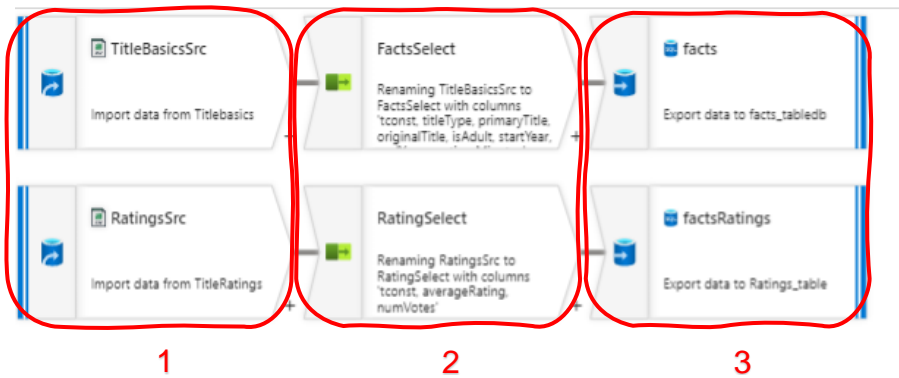 TitleBasicsSrc
Import data from Titlebasics
+
FactsSelect
Renaming TitleBasicsSrc to
FactsSelect with columns
'tconst, titleType, primaryTitle,
originalTitle, isAdult, startYear,
+
facts
Export data to facts_tabledb
RatingsSrc
Import data from TitleRatings
+
RatingSelect
Renaming RatingsSrc to
RatingSelect with columns
'tconst, averageRating,
numVotes'
+
factsRatings
Export data to Ratings_table
1
2
3